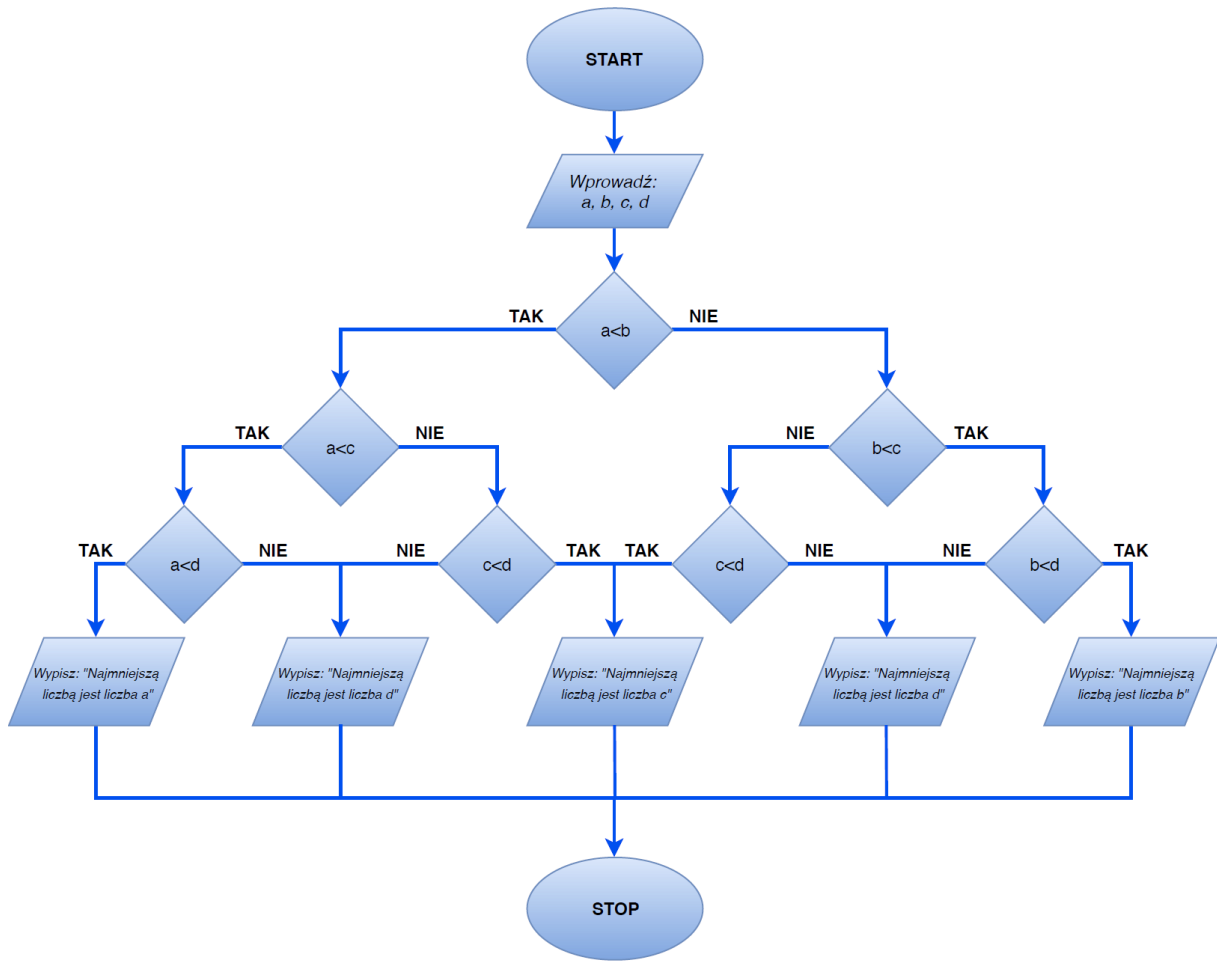 START
Wprowadź:
a, b, c, d
TAK
a<b
NIE
TAK
a<c
NIE
NIE
b<c
TAK
TAK
a<d
NIE
NIE
c<d
TAK
TAK
c<d
NIE
NIE
b<d
TAK
Wypisz: "Najmniejszą
liczbą jest liczba a"
Wypisz: "Najmniejszą
liczbą jest liczba d"
Wypisz: "Najmniejszą
liczbą jest liczba c"
Wypisz: "Najmniejszą
liczbą jest liczba d"
Wypisz: "Najmniejszą
liczbą jest liczba b"
STOP